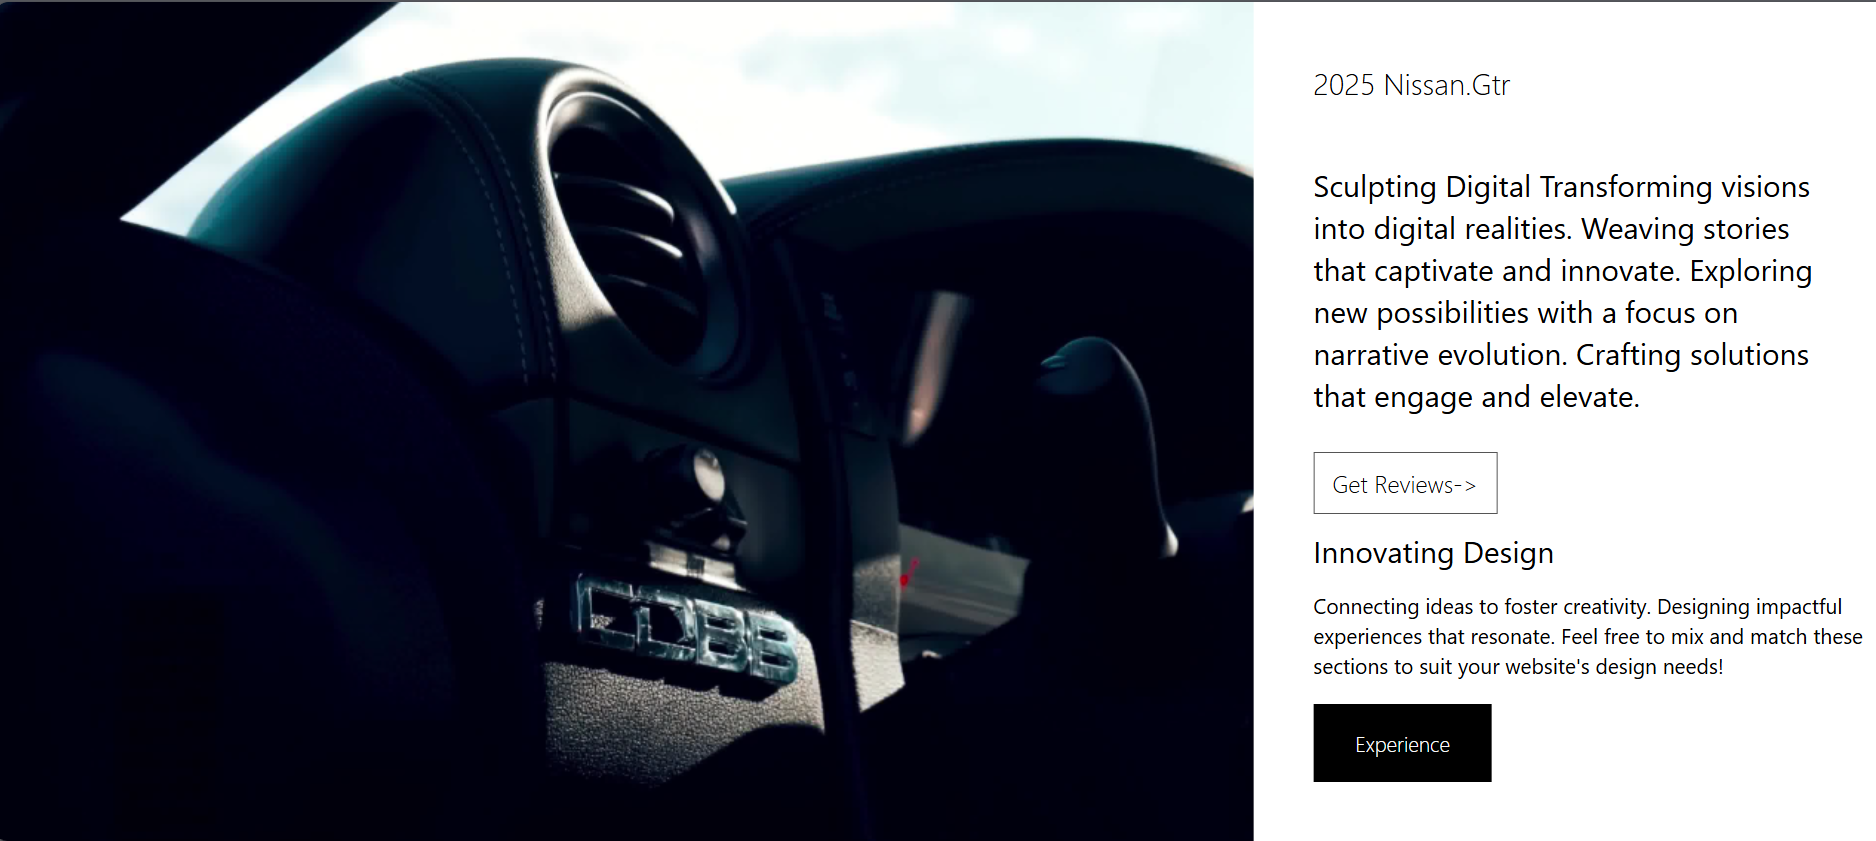 2025 Nissan.Gtr
Sculpting Digital Transforming visions
into digital realities. Weaving stories
that captivate and innovate. Exploring
new possibilities with a focus on
narrative evolution. Crafting solutions
that engage and elevate.
Get Reviews->
Innovating Design
Connecting ideas to foster creativity. Designing impactful
experiences that resonate. Feel free to mix and match these
sections to suit your website's design needs!
Experience